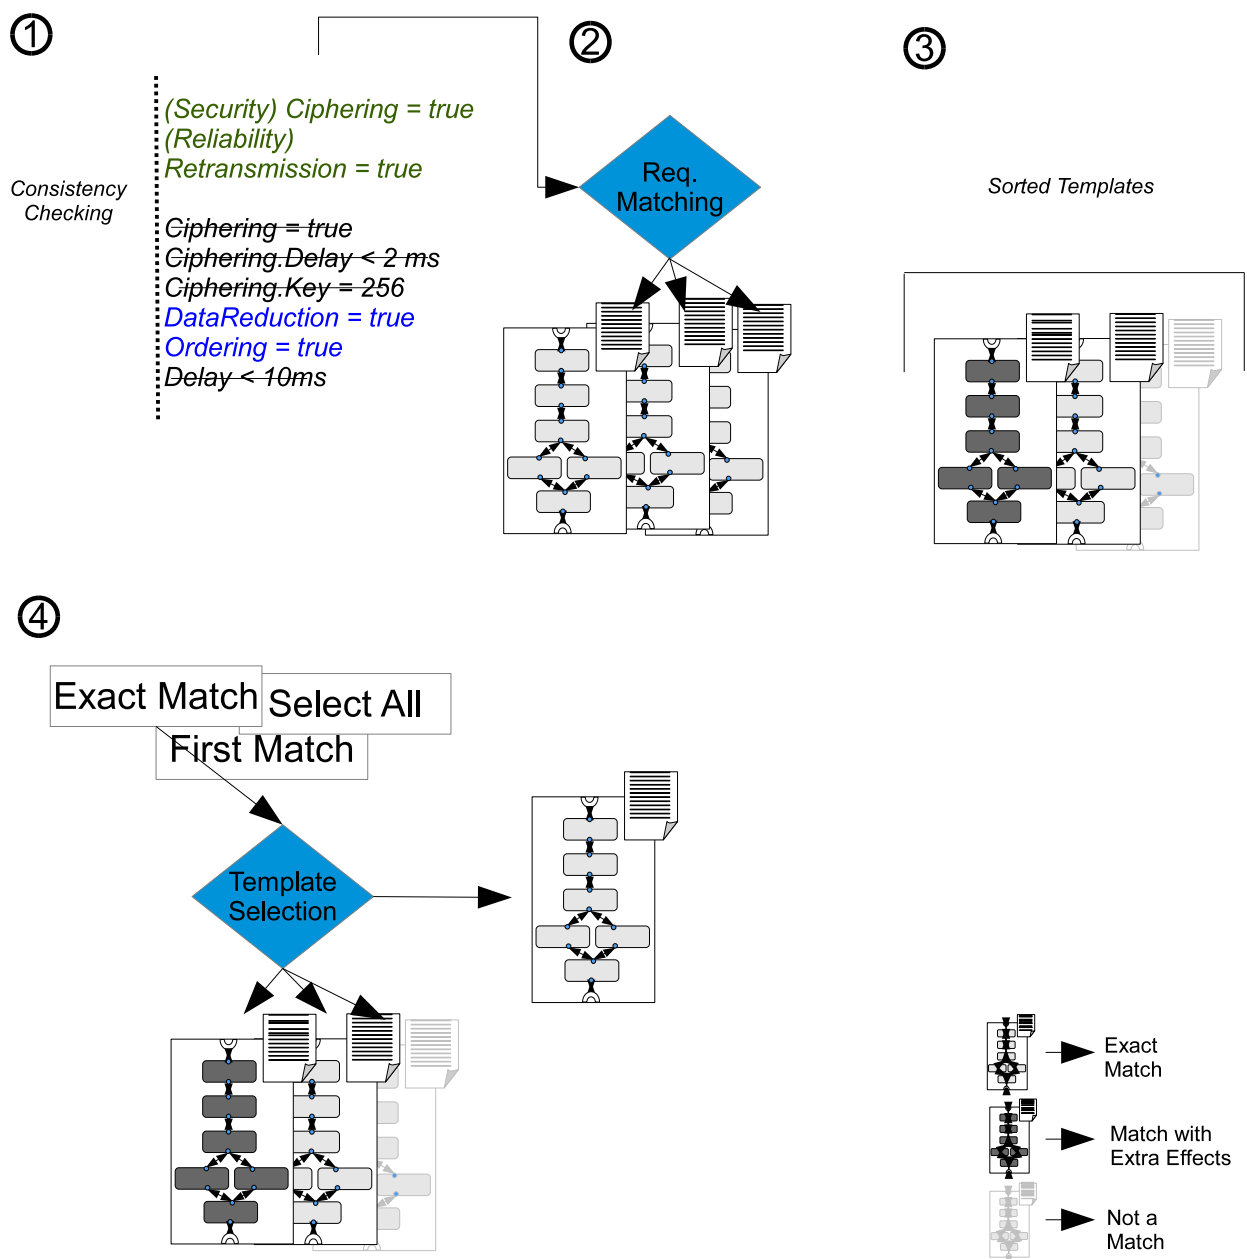 1
2
3
(Security) Ciphering = true
(Reliability)
Retransmission = true
Consistency
Checking
Ciphering = true
Ciphering.Delay < 2 ms
Ciphering.Key = 256
DataReduction = true
Ordering = true
Delay < 10ms
Req.
Matching
Sorted Templates
4
Exact Match
Select All
First Match
Template
Selection
Exact
Match
Match with
Extra Effects
Not a
Match